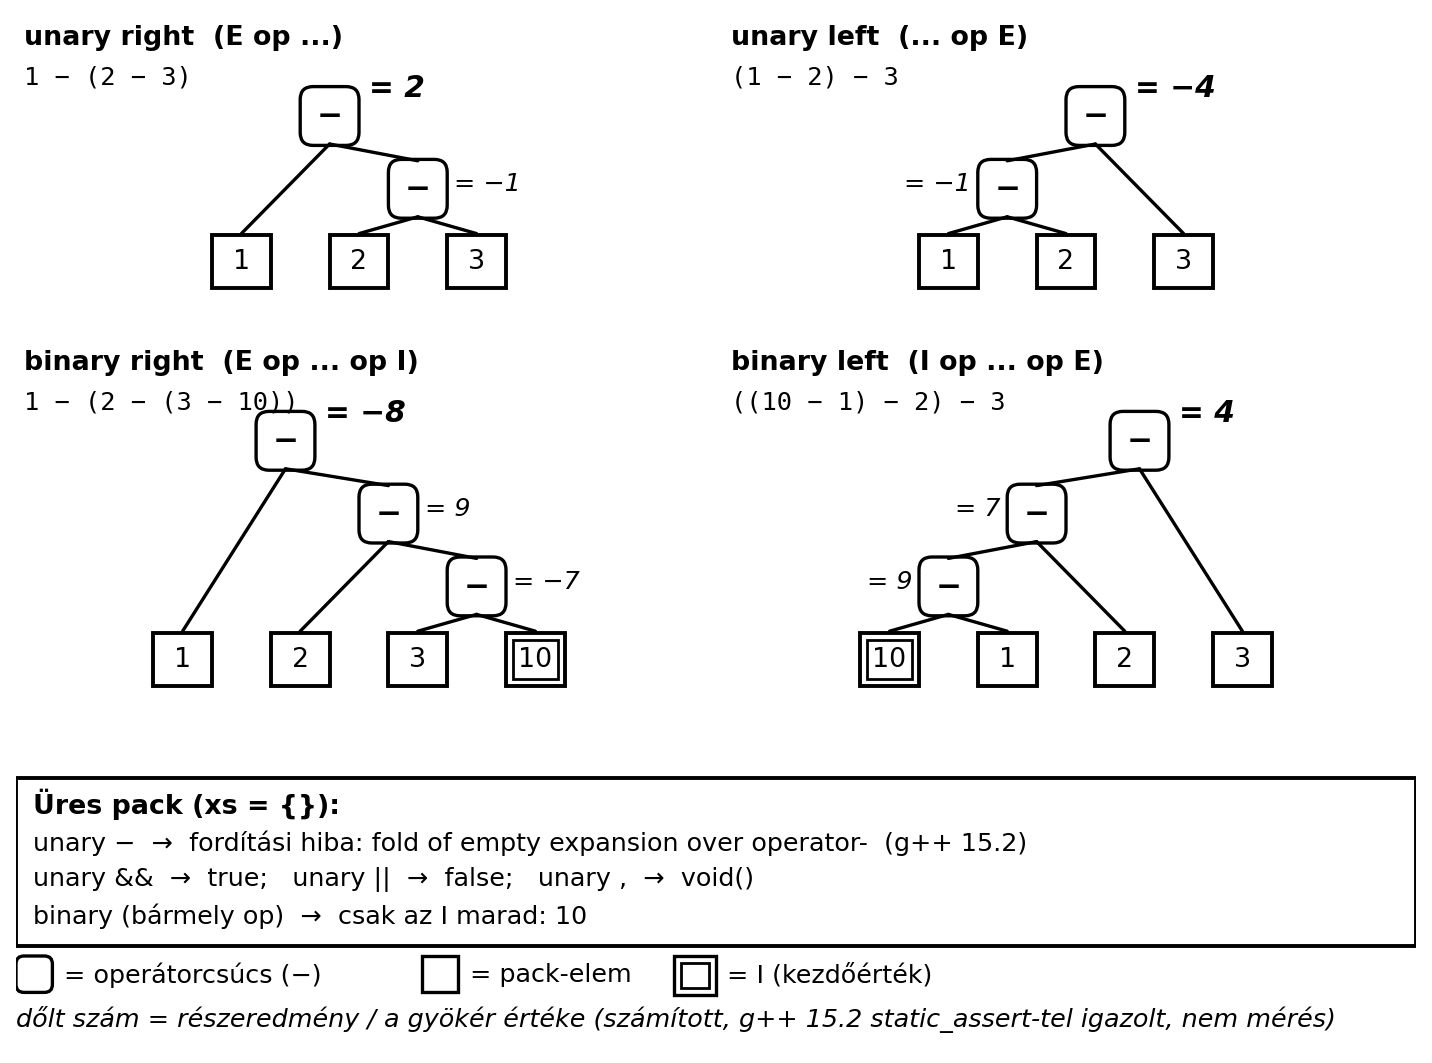 unary right (E op ...)
1 − (2 − 3)
= 2
−
−
= −1
1 2 3
unary left (... op E)
(1 − 2) − 3
= −4
−
= −1
−
1 2 3
binary right (E op ... op I)
1 − (2 − (3 − 10))
= −8
−
−
= 9
−
= −7
1 2 3 10
binary left (I op ... op E)
((10 − 1) − 2) − 3
= 4
−
= 7
−
= 9
−
10 1 2 3
Üres pack (xs = {}):
unary − → fordítási hiba: fold of empty expansion over operator- (g++ 15.2)
unary && → true; unary || → false; unary , → void()
binary (bármely op) → csak az I marad: 10
= operátorcsúcs (−) = pack-elem = I (kezdőérték)
dőlt szám = részeredmény / a gyökér értéke (számított, g++ 15.2 static_assert-tel igazolt, nem mérés)